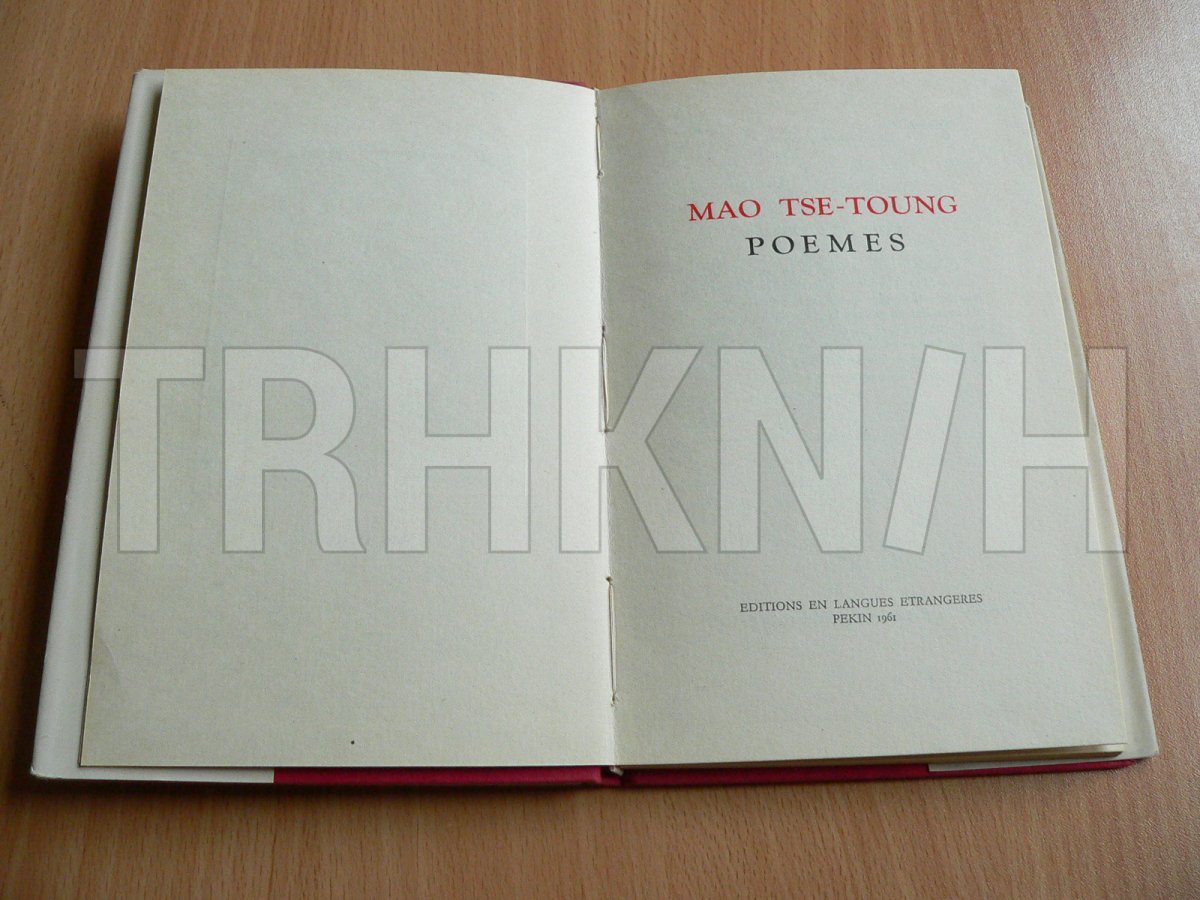 MAO TSE-TOUNG
POEMES
TRHKN/H
EDITIONS EN LANGUES ETRANGERES
PEKIN 1961